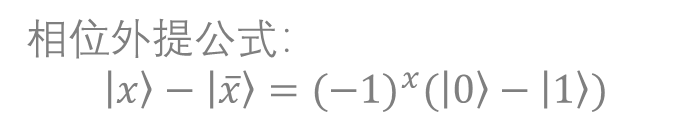 相位外提公式:
|x⟩ − |x̄⟩ = (−1)ˣ(|0⟩ − |1⟩)